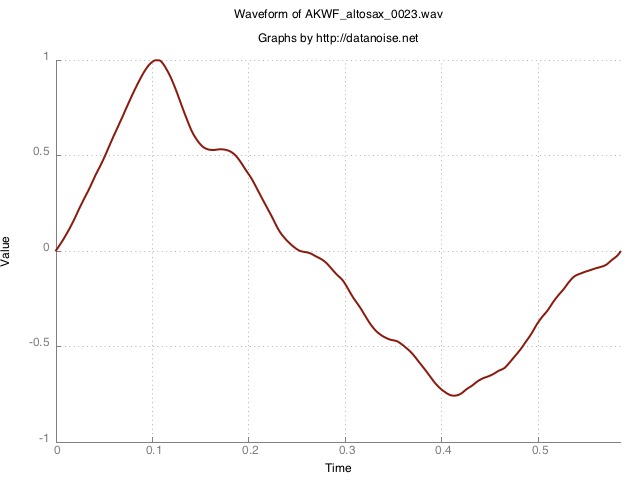 Waveform of AKWF_altosax_0023.wav
Graphs by http://datanoise.net
1
0.5
0
-0.5
-1
Value
0 0.1 0.2 0.3 0.4 0.5
Time